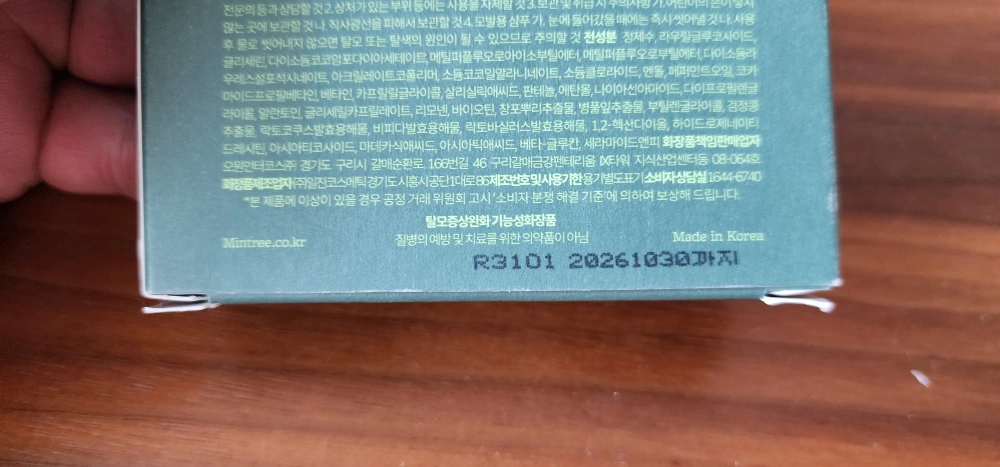 전문의 등과 상담할 것 2. 상처가 있는 부위 등에는 사용을 자제할 것 3. 보관 및 취급 시 주의사항 가. 어린이의 손이 닿지
않는 곳에 보관할 것 나. 직사광선을 피해서 보관할 것 4. 모발용 샴푸 가. 눈에 들어갔을 때에는 즉시 씻어낼 것 나. 사용
후 물로 씻어내지 않으면 탈모 또는 탈색의 원인이 될 수 있으므로 주의할 것 전성분 정제수, 라우릴글루코사이드,
글리세린, 다이소듐코코암포다이아세테이트, 메틸퍼플루오로아이소부틸에터, 메틸퍼플루오로부틸에터, 다이소듐라
우레스설포석시네이트, 아크릴레이트코폴리머, 소듐코코일알라니네이트, 소듐클로라이드, 멘톨, 페퍼민트오일, 코카
마이드프로필베타인, 베타인, 카프릴릴글라이콜, 살리실릭애씨드, 판테놀, 에탄올, 나이아신아마이드, 다이프로필렌글
라이콜, 알란토인, 글리세릴카프릴레이트, 리모넨, 바이오틴, 창포뿌리추출물, 병풀잎추출물, 부틸렌글라이콜, 검정콩
추출물, 락토코쿠스발효용해물, 비피다발효용해물, 락토바실러스발효용해물, 1,2-헥산다이올, 하이드로제네이티
드레시틴, 아시아티코사이드, 마데카식애씨드, 아시아틱애씨드, 베타-글루칸, 세라마이드엔피 화장품책임판매업자
오원인터코스㈜ 경기도 구리시 갈매순환로 166번길 46 구리갈매금강펜테리움 IX타워 지식산업센터동 08-064호
화장품제조업자 ㈜일진코스메틱 경기도 시흥시 공단1대로 86 제조번호 및 사용기한 용기 별도표기 소비자 상담실 1644-6740
*본 제품에 이상이 있을 경우 공정 거래 위원회 고시 '소비자 분쟁 해결 기준'에 의하여 보상해 드립니다.
탈모증상완화 기능성화장품
질병의 예방 및 치료를 위한 의약품이 아님
Mintree.co.kr
Made in Korea
R3101 20261030까지